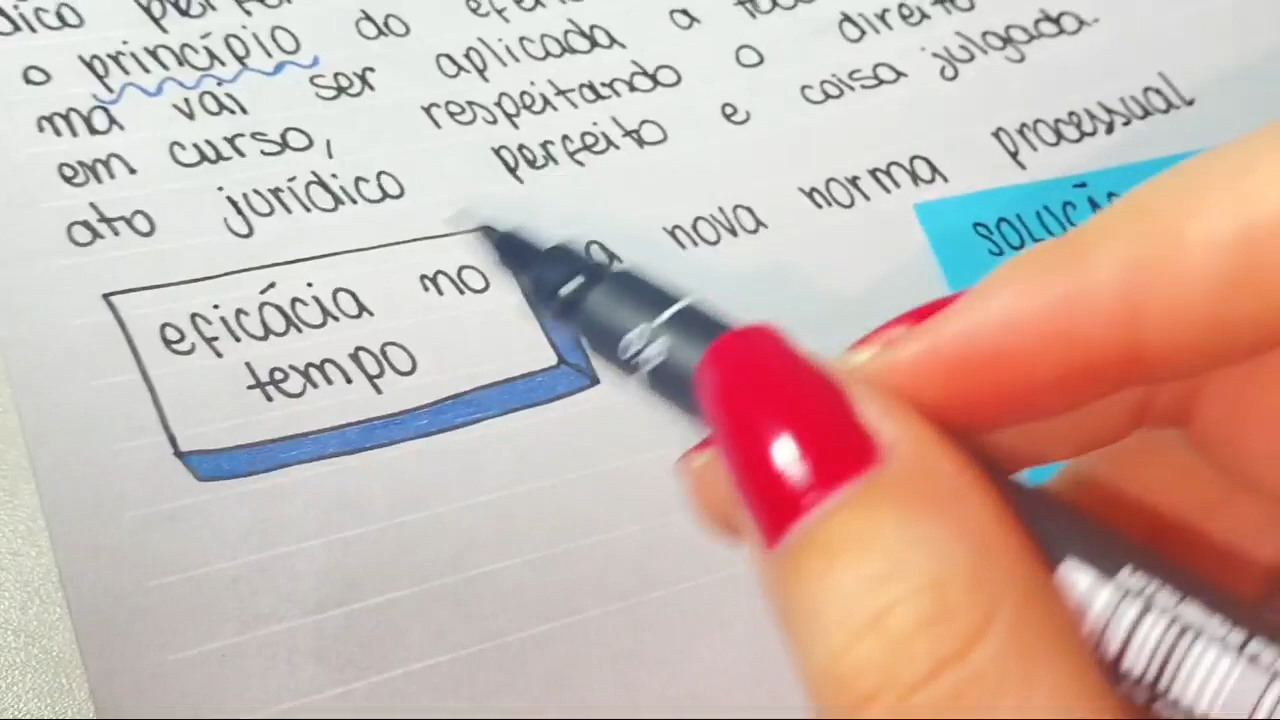 o princípio do
ma vai ser aplicada a
em curso, respeitando o direito
ato jurídico perfeito e coisa julgada.
eficácia no
tempo
a nova norma processual